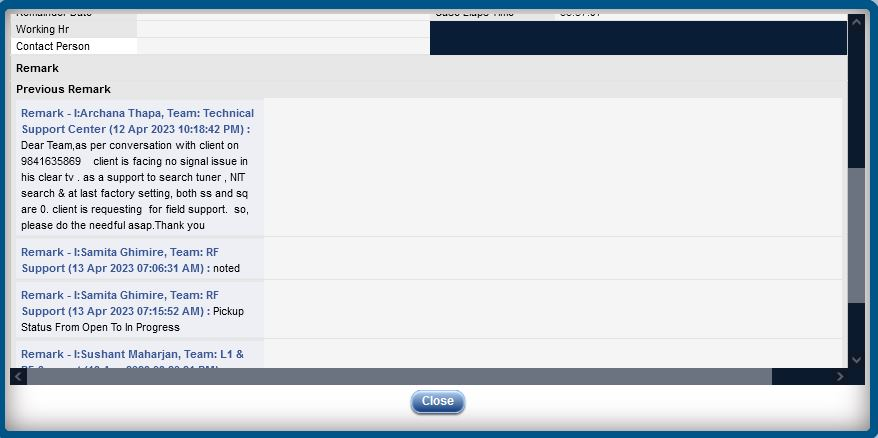 Working Hr
Contact Person
Remark
Previous Remark
Remark - I:Archana Thapa, Team: Technical
Support Center (12 Apr 2023 10:18:42 PM) :
Dear Team,as per conversation with client on
9841635869 client is facing no signal issue in
his clear tv . as a support to search tuner , NIT
search & at last factory setting, both ss and sq
are 0. client is requesting for field support. so,
please do the needful asap.Thank you
Remark - I:Samita Ghimire, Team: RF
Support (13 Apr 2023 07:06:31 AM) : noted
Remark - I:Samita Ghimire, Team: RF
Support (13 Apr 2023 07:15:52 AM) : Pickup
Status From Open To In Progress
Remark - I:Sushant Maharjan, Team: L1 &
Close